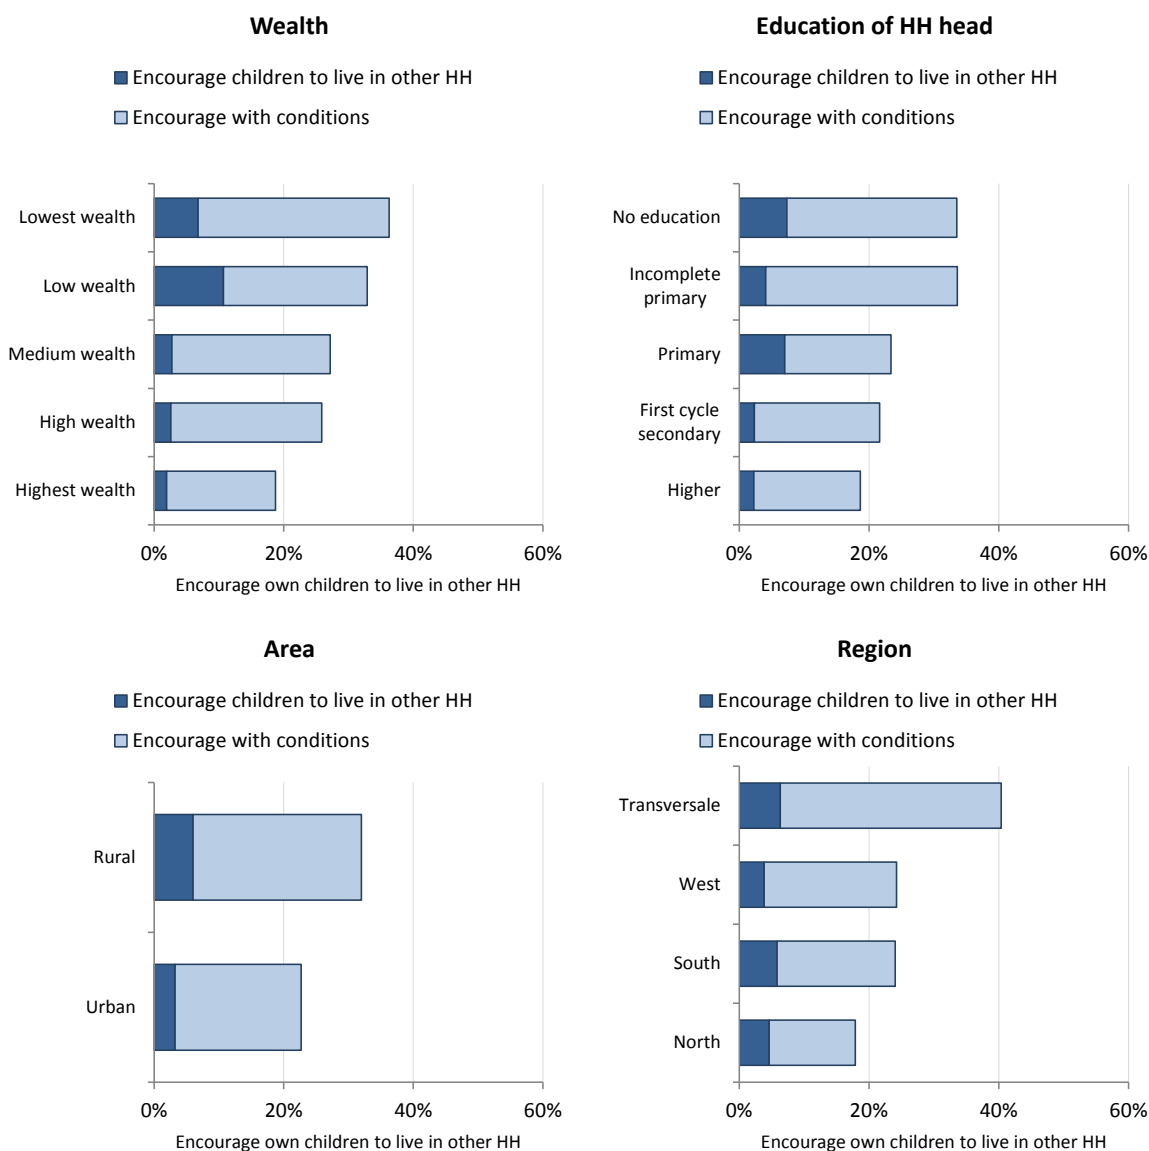 Wealth
Encourage children to live in other HH
Encourage with conditions
Lowest wealth
Low wealth
Medium wealth
High wealth
Highest wealth
0% 20% 40% 60%
Encourage own children to live in other HH
Education of HH head
Encourage children to live in other HH
Encourage with conditions
No education
Incomplete
primary
Primary
First cycle
secondary
Higher
0% 20% 40% 60%
Encourage own children to live in other HH
Area
Encourage children to live in other HH
Encourage with conditions
Rural
Urban
0% 20% 40% 60%
Encourage own children to live in other HH
Region
Encourage children to live in other HH
Encourage with conditions
Transversale
West
South
North
0% 20% 40% 60%
Encourage own children to live in other HH